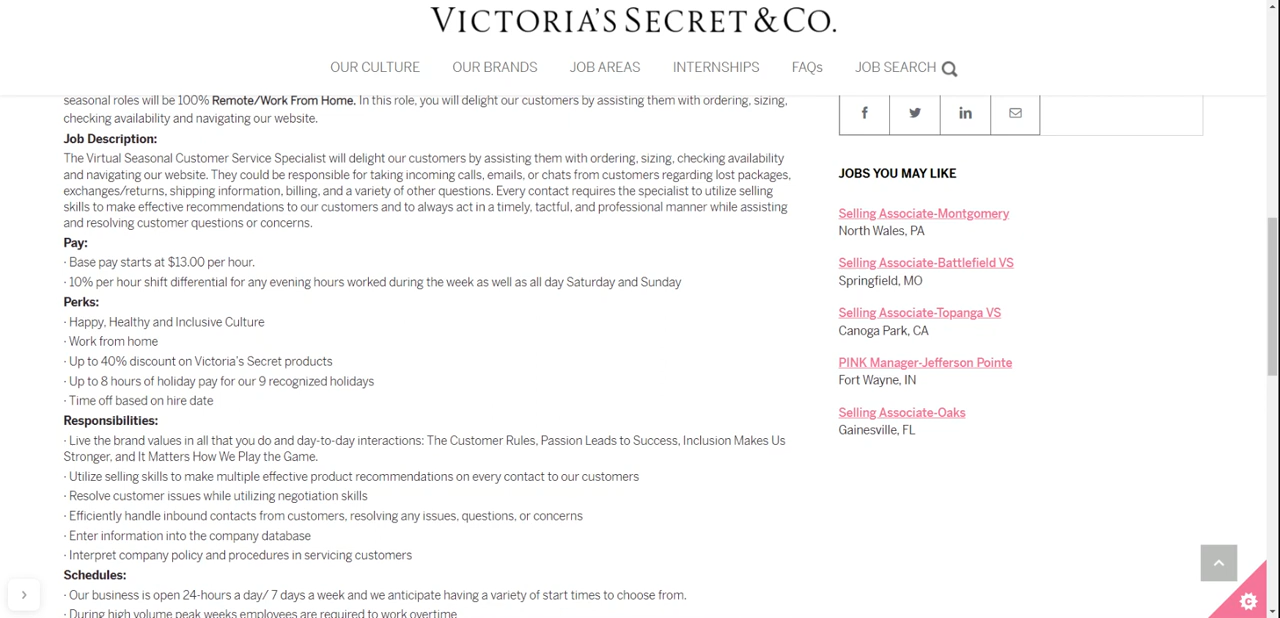 VICTORIA'S SECRET & CO.
OUR CULTURE OUR BRANDS JOB AREAS INTERNSHIPS FAQs JOB SEARCH
seasonal roles will be 100% Remote/Work From Home. In this role, you will delight our customers by assisting them with ordering, sizing,
checking availability and navigating our website.
Job Description:
The Virtual Seasonal Customer Service Specialist will delight our customers by assisting them with ordering, sizing, checking availability
and navigating our website. They could be responsible for taking incoming calls, emails, or chats from customers regarding lost packages,
exchanges/returns, shipping information, billing, and a variety of other questions. Every contact requires the specialist to utilize selling
skills to make effective recommendations to our customers and to always act in a timely, tactful, and professional manner while assisting
and resolving customer questions or concerns.
Pay:
· Base pay starts at $13.00 per hour.
· 10% per hour shift differential for any evening hours worked during the week as well as all day Saturday and Sunday
Perks:
· Happy, Healthy and Inclusive Culture
· Work from home
· Up to 40% discount on Victoria's Secret products
· Up to 8 hours of holiday pay for our 9 recognized holidays
· Time off based on hire date
Responsibilities:
· Live the brand values in all that you do and day-to-day interactions: The Customer Rules, Passion Leads to Success, Inclusion Makes Us
Stronger, and It Matters How We Play the Game.
· Utilize selling skills to make multiple effective product recommendations on every contact to our customers
· Resolve customer issues while utilizing negotiation skills
· Efficiently handle inbound contacts from customers, resolving any issues, questions, or concerns
· Enter information into the company database
· Interpret company policy and procedures in servicing customers
Schedules:
· Our business is open 24-hours a day/ 7 days a week and we anticipate having a variety of start times to choose from.
· During high volume peak weeks employees are required to work overtime
JOBS YOU MAY LIKE
Selling Associate-Montgomery
North Wales, PA
Selling Associate-Battlefield VS
Springfield, MO
Selling Associate-Topanga VS
Canoga Park, CA
PINK Manager-Jefferson Pointe
Fort Wayne, IN
Selling Associate-Oaks
Gainesville, FL